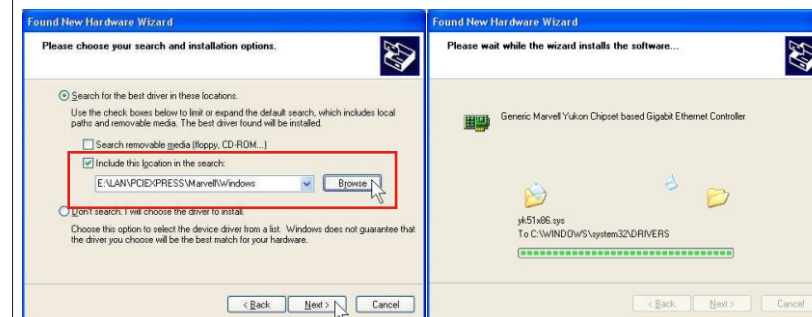 Found New Hardware Wizard
Please choose your search and installation options.
Search for the best driver in these locations.
Use the check boxes below to limit or expand the default search, which includes local
paths and removable media. The best driver found will be installed.
Search removable media (floppy, CD-ROM...)
Include this location in the search:
E:\LAN\PCIEXPRESS\Marvell\Windows
Browse
Don't search. I will choose the driver to install.
Choose this option to select the device driver from a list. Windows does not guarantee that
the driver you choose will be the best match for your hardware.
< Back
Next >
Cancel
Found New Hardware Wizard
Please wait while the wizard installs the software...
Generic Marvell Yukon Chipset based Gigabit Ethernet Controller
yk51x86.sys
To C:\WINDOWS\system32\DRIVERS
< Back
Next >
Cancel